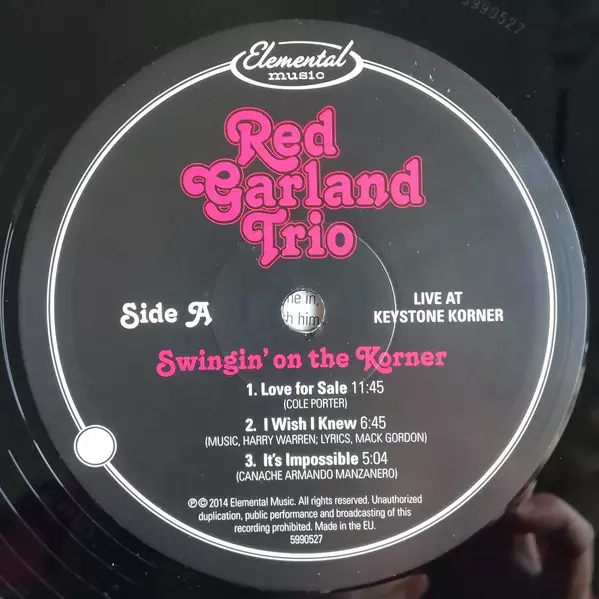 5990527
Elemental
music
Red
Garland
Trio
Side A
LIVE AT
KEYSTONE KORNER
in,
him
Swingin' on the Korner
1. Love for Sale 11:45
(COLE PORTER)
2. I Wish I Knew 6:45
(MUSIC, HARRY WARREN; LYRICS, MACK GORDON)
3. It's Impossible 5:04
(CANACHE ARMANDO MANZANERO)
℗© 2014 Elemental Music. All rights reserved. Unauthorized
duplication, public performance and broadcasting of this
recording prohibited. Made in the EU.
5990527